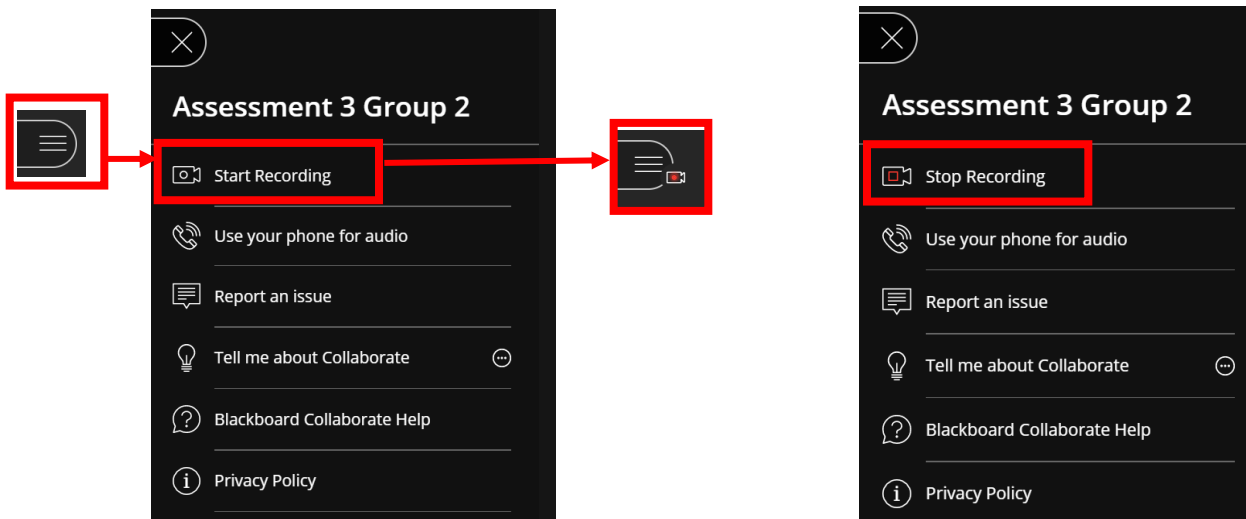 Assessment 3 Group 2
Start Recording
Use your phone for audio
Report an issue
Tell me about Collaborate
Blackboard Collaborate Help
Privacy Policy
Assessment 3 Group 2
Stop Recording
Use your phone for audio
Report an issue
Tell me about Collaborate
Blackboard Collaborate Help
Privacy Policy